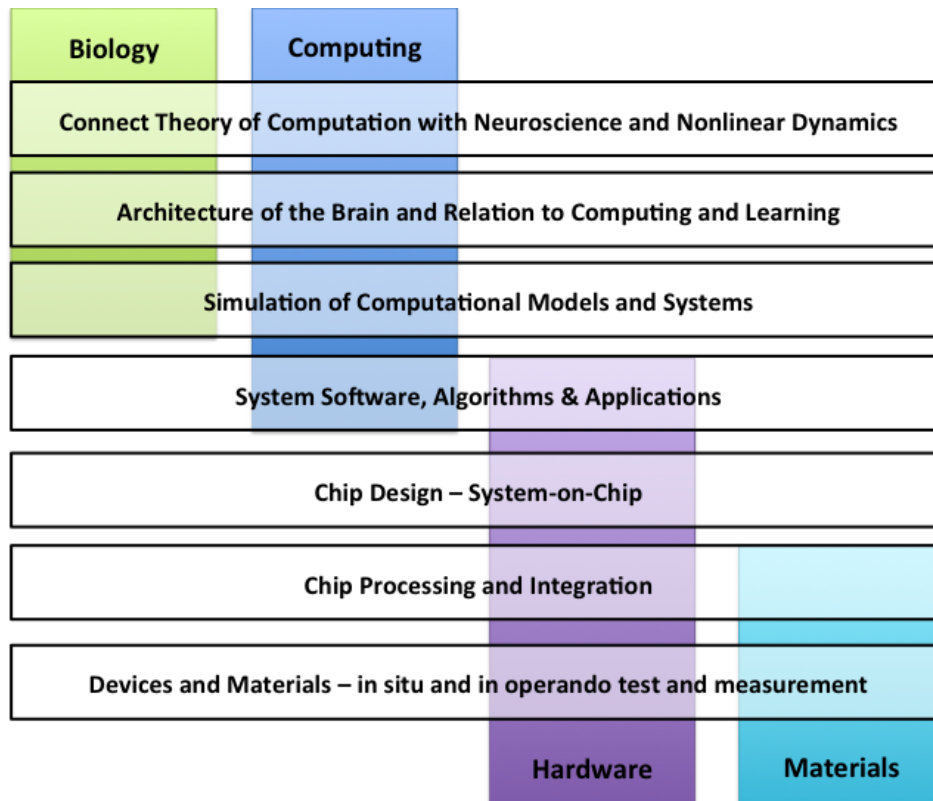 Biology
Computing
Connect Theory of Computation with Neuroscience and Nonlinear Dynamics
Architecture of the Brain and Relation to Computing and Learning
Simulation of Computational Models and Systems
System Software, Algorithms & Applications
Chip Design – System-on-Chip
Chip Processing and Integration
Devices and Materials – in situ and in operando test and measurement
Hardware
Materials